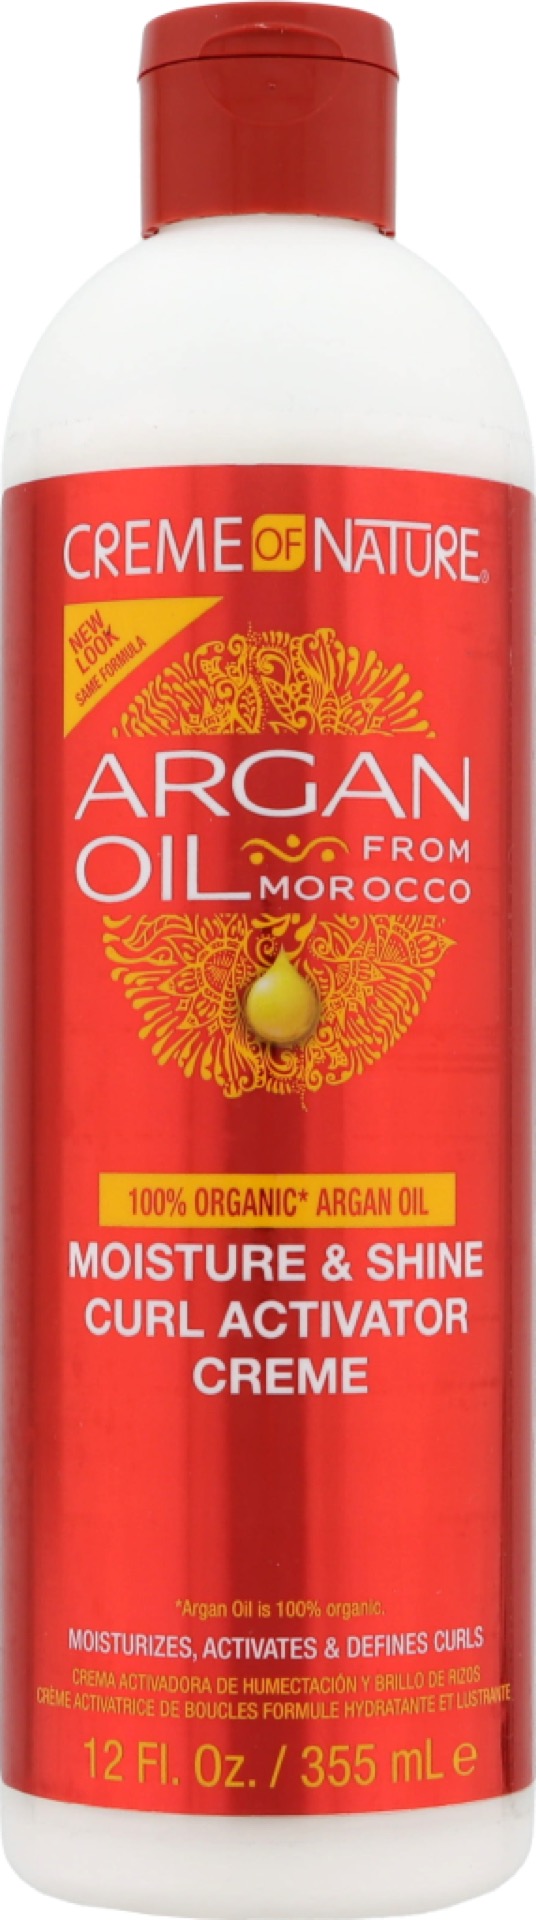 CREME OF NATURE®
NEW
LOOK
SAME FORMULA
ARGAN
OIL FROM
MOROCCO
100% ORGANIC* ARGAN OIL
MOISTURE & SHINE
CURL ACTIVATOR
CREME
*Argan Oil is 100% organic.
MOISTURIZES, ACTIVATES & DEFINES CURLS
CREMA ACTIVADORA DE HUMECTACIÓN Y BRILLO DE RIZOS
CRÈME ACTIVATRICE DE BOUCLES FORMULE HYDRATANTE ET LUSTRANTE
12 Fl. Oz. / 355 mL e